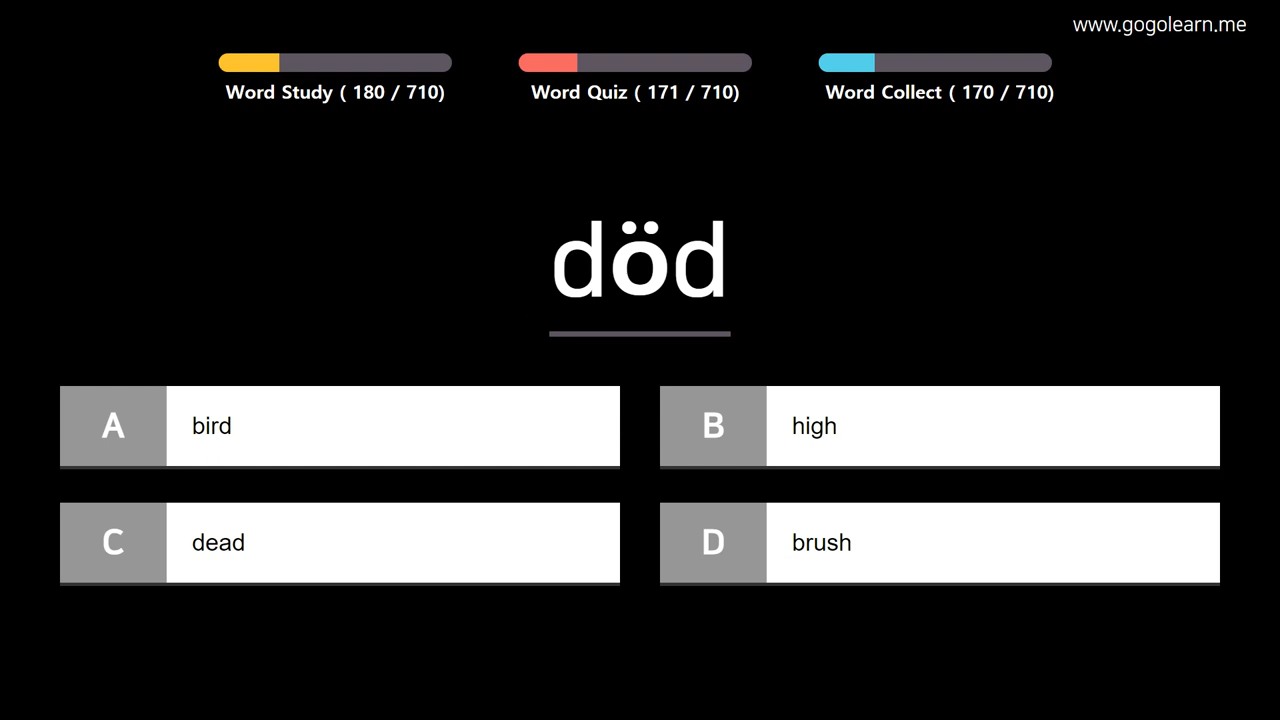 www.gogolearn.me
Word Study ( 180 / 710)
Word Quiz ( 171 / 710)
Word Collect ( 170 / 710)
död
A bird
B high
C dead
D brush